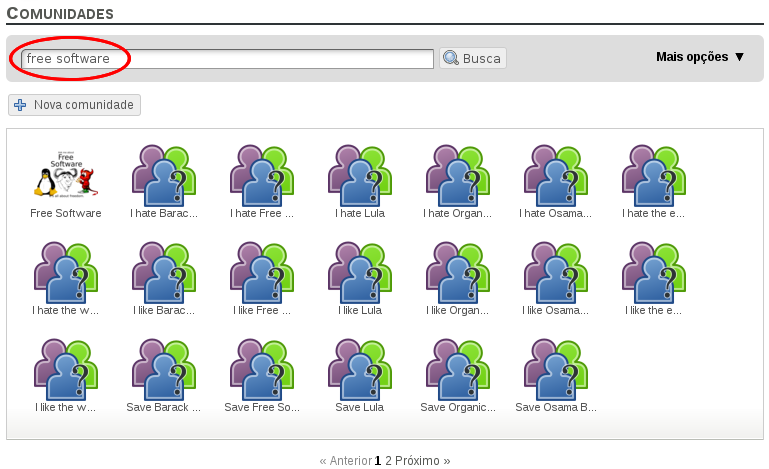 COMUNIDADES
free software
Busca
Mais opções ▼
Nova comunidade
Free
Software
Free Software
I hate Barac...
I hate Free ...
I hate Lula
I hate Organ...
I hate Osama...
I hate the e...
I hate the w...
I like Barac...
I like Free ...
I like Lula
I like Organ...
I like Osama...
I like the e...
I like the w...
Save Barack ...
Save Free So...
Save Lula
Save Organic...
Save Osama B...
« Anterior 1 2 Próximo »